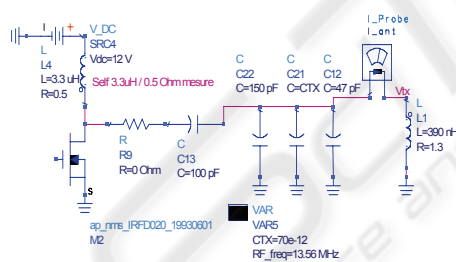 I_Probe
I_ant
V_DC
SRC4
Vdc=12 V
L
L4
L=3.3 uH
R=0.5
Self 3.3uH / 0.5 Ohm mesure
C
C22
C=150 pF
C
C21
C=CTX
C
C12
C=47 pF
Vtx
L
L1
L=390 nH
R=1.3
R
R9
R=0 Ohm
C
C13
C=100 pF
S
ap_nms_IRFD020_19930601
M2
VAR
VAR5
CTX=70e-12
RF_freq=13.56 MHz